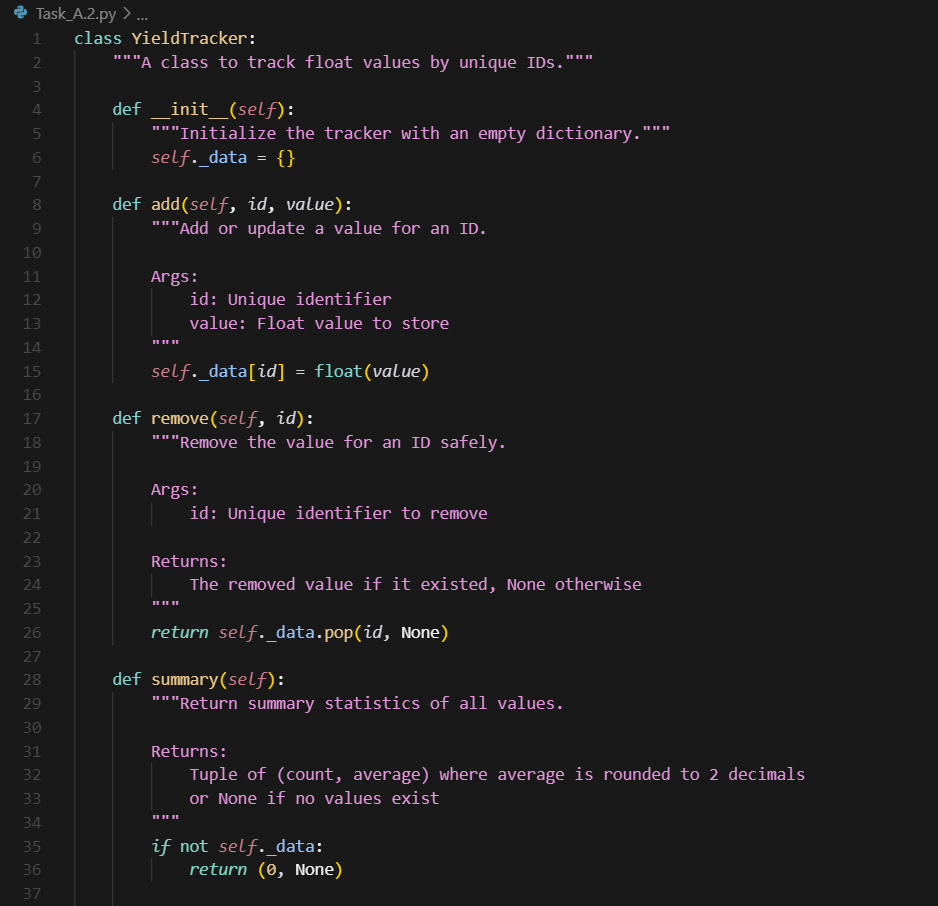 Task_A.2.py > ...
1 class YieldTracker:
2     """A class to track float values by unique IDs."""
3
4     def __init__(self):
5         """Initialize the tracker with an empty dictionary."""
6         self._data = {}
7
8     def add(self, id, value):
9         """Add or update a value for an ID.
10
11         Args:
12             id: Unique identifier
13             value: Float value to store
14         """
15         self._data[id] = float(value)
16
17     def remove(self, id):
18         """Remove the value for an ID safely.
19
20         Args:
21             id: Unique identifier to remove
22
23         Returns:
24             The removed value if it existed, None otherwise
25         """
26         return self._data.pop(id, None)
27
28     def summary(self):
29         """Return summary statistics of all values.
30
31         Returns:
32             Tuple of (count, average) where average is rounded to 2 decimals
33             or None if no values exist
34         """
35         if not self._data:
36             return (0, None)
37